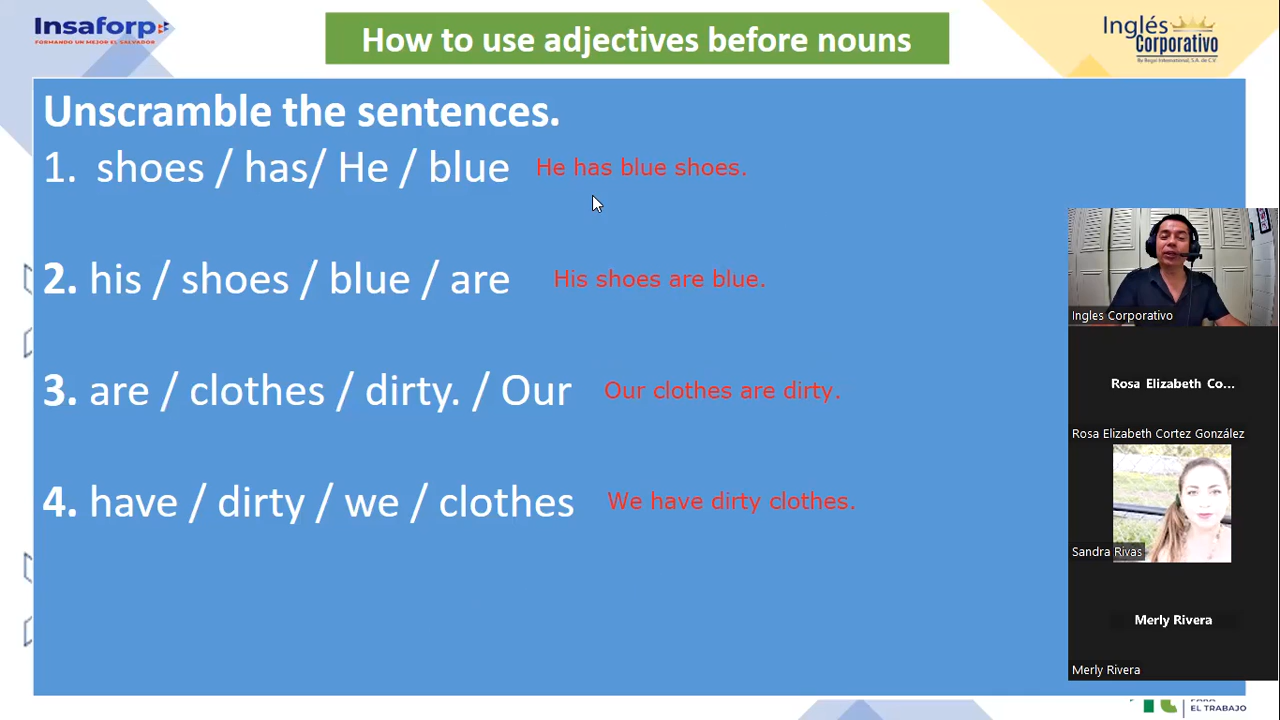 Insaforp
FORMANDO UN MEJOR EL SALVADOR
How to use adjectives before nouns
Inglés
Corporativo
By Regal International, S.A. de C.V.
Unscramble the sentences.
1. shoes / has/ He / blue He has blue shoes.
2. his / shoes / blue / are His shoes are blue.
3. are / clothes / dirty. / Our Our clothes are dirty.
4. have / dirty / we / clothes We have dirty clothes.
Ingles Corporativo
Rosa Elizabeth Co...
Rosa Elizabeth Cortez González
Sandra Rivas
Merly Rivera
Merly Rivera
EL TRABAJO